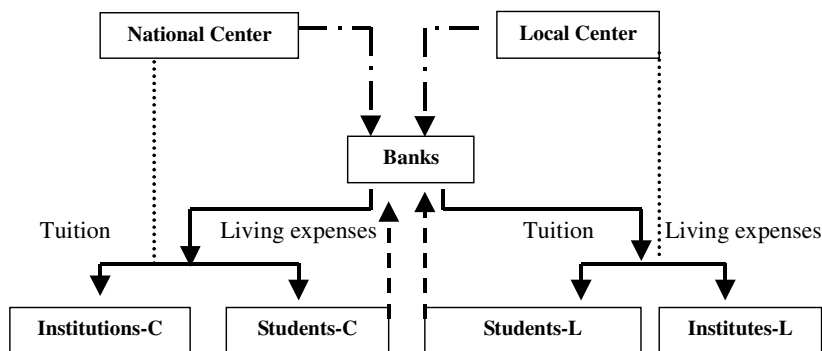 National Center
Local Center
Banks
Tuition
Living expenses
Tuition
Living expenses
Institutions-C
Students-C
Students-L
Institutes-L